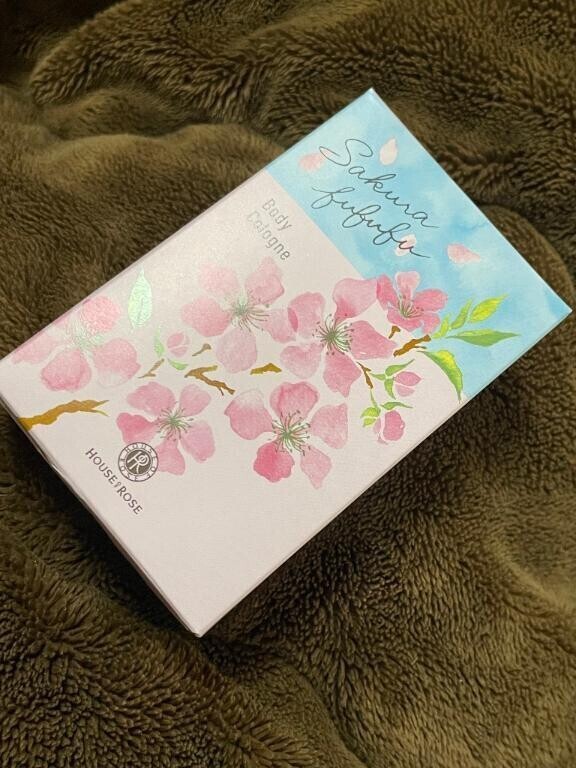 Sakura
fufufu
Body
Cologne
HOUSE OF ROSE